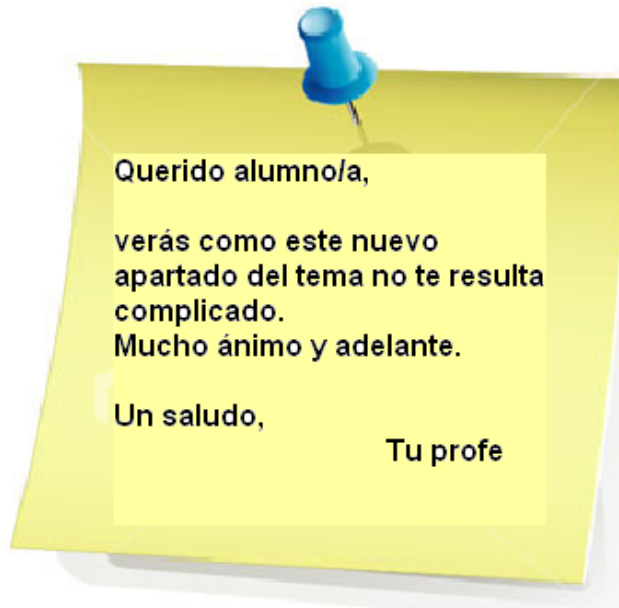 Querido alumno/a,
verás como este nuevo
apartado del tema no te resulta
complicado.
Mucho ánimo y adelante.
Un saludo,
Tu profe